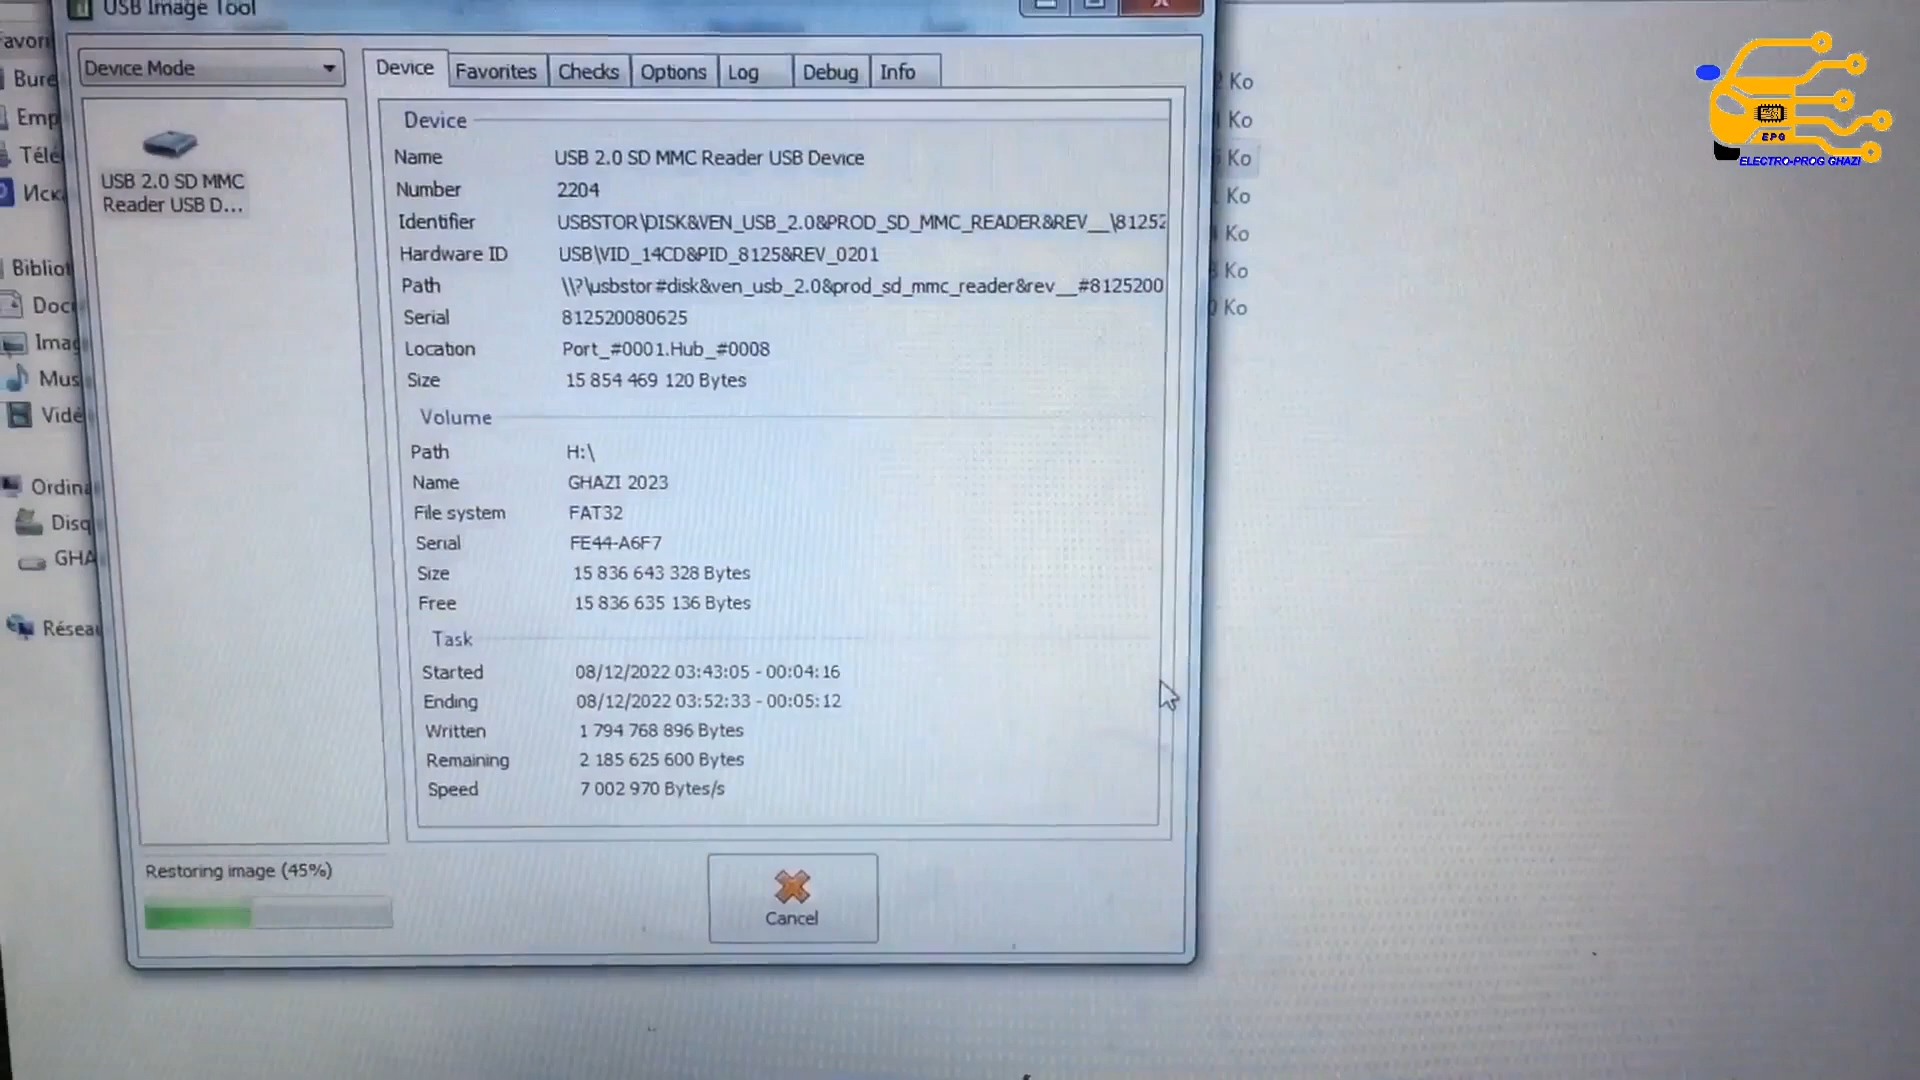 USB Image Tool
Device Mode
Device Favorites Checks Options Log Debug Info
USB 2.0 SD MMC
Reader USB D...
Device
Name USB 2.0 SD MMC Reader USB Device
Number 2204
Identifier USBSTOR\DISK&VEN_USB_2.0&PROD_SD_MMC_READER&REV__\81252
Hardware ID USB\VID_14CD&PID_8125&REV_0201
Path \\?\usbstor#disk&ven_usb_2.0&prod_sd_mmc_reader&rev__#8125200
Serial 812520080625
Location Port_#0001.Hub_#0008
Size 15 854 469 120 Bytes
Volume
Path H:\
Name GHAZI 2023
File system FAT32
Serial FE44-A6F7
Size 15 836 643 328 Bytes
Free 15 836 635 136 Bytes
Task
Started 08/12/2022 03:43:05 - 00:04:16
Ending 08/12/2022 03:52:33 - 00:05:12
Written 1 794 768 896 Bytes
Remaining 2 185 625 600 Bytes
Speed 7 002 970 Bytes/s
Restoring image (45%)
Cancel
avori
Bure
Emp
Télé
Иск
Bibliot
Doc
Imag
Mus
Vidé
Ordina
Disq
GHA
Réseau
Ko
Ko
Ko
Ko
Ko
Ko
Ko
EPG
ELECTRO-PROG GHAZI